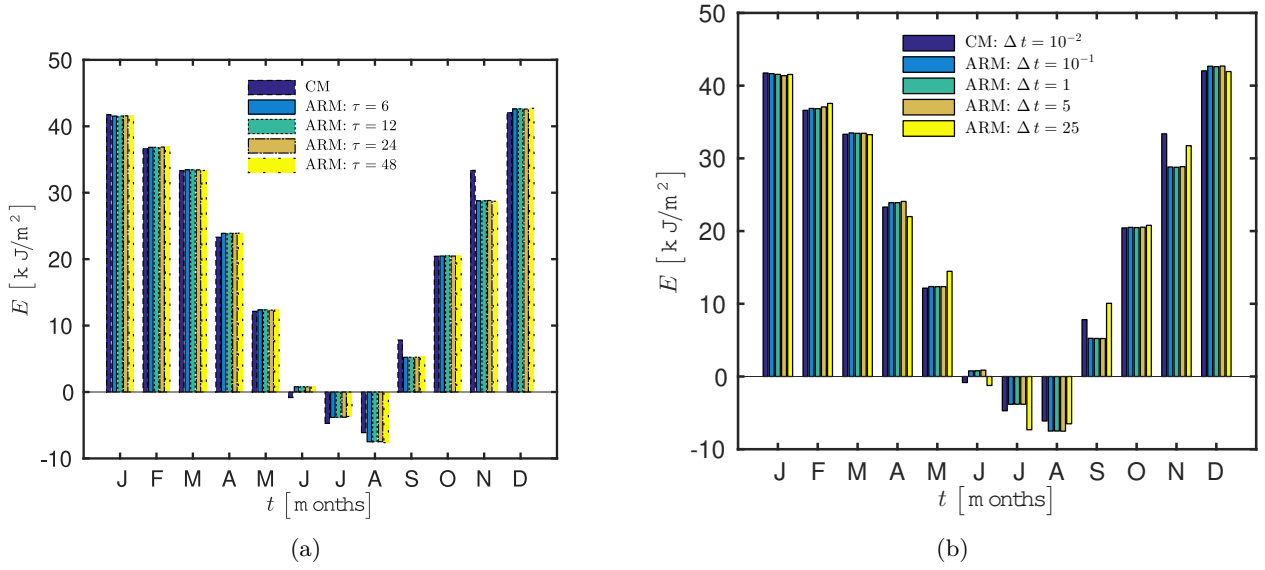 50
40
30
20
10
0
-10
E [kJ/m²]
CM
ARM: τ = 6
ARM: τ = 12
ARM: τ = 24
ARM: τ = 48
J F M A M J J A S O N D
t [months]
(a)
50
40
30
20
10
0
-10
E [kJ/m²]
CM: Δt = 10⁻²
ARM: Δt = 10⁻¹
ARM: Δt = 1
ARM: Δt = 5
ARM: Δt = 25
J F M A M J J A S O N D
t [months]
(b)